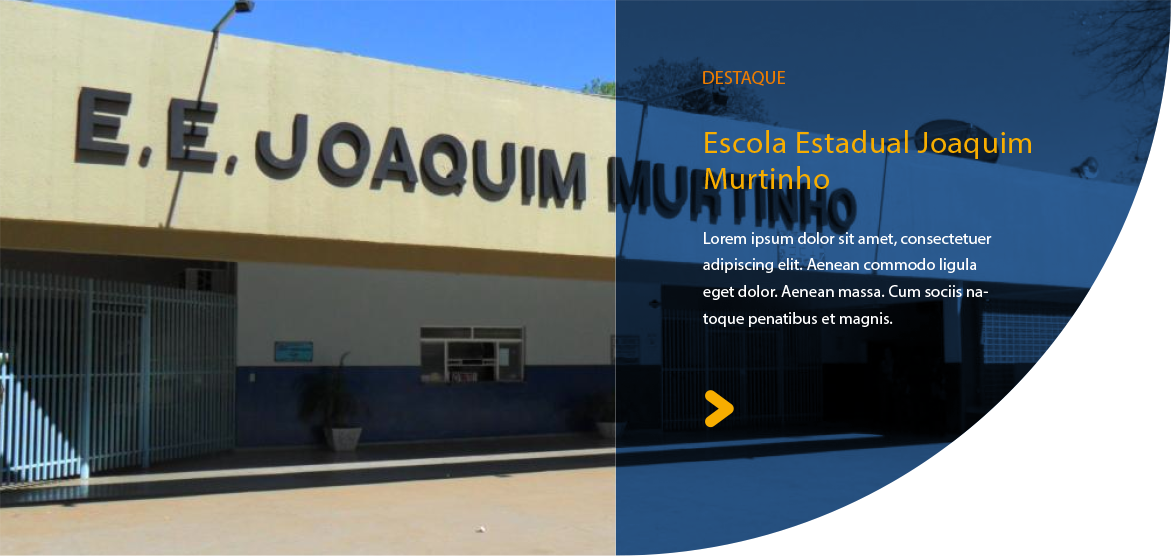 E.E. JOAQUIM MURTINHO
DESTAQUE
Escola Estadual Joaquim
Murtinho
Lorem ipsum dolor sit amet, consectetuer
adipiscing elit. Aenean commodo ligula
eget dolor. Aenean massa. Cum sociis na-
toque penatibus et magnis.